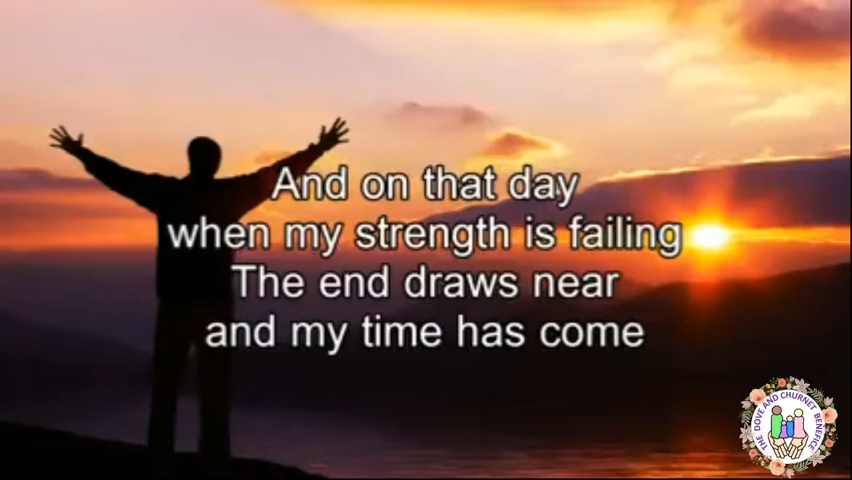 And on that day
when my strength is failing
The end draws near
and my time has come
THE DOVE AND CHURNET BENEFICE